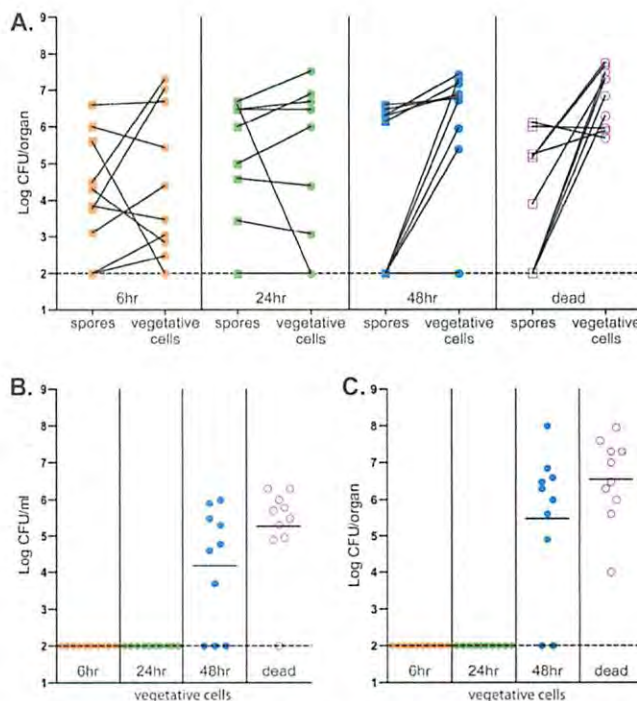 A.
Log CFU/organ
9
8
7
6
5
4
3
2
1
6hr 24hr 48hr dead
spores vegetative cells spores vegetative cells spores vegetative cells spores vegetative cells
B.
Log CFU/ml
9
8
7
6
5
4
3
2
1
6hr 24hr 48hr dead
vegetative cells
C.
Log CFU/organ
9
8
7
6
5
4
3
2
1
6hr 24hr 48hr dead
vegetative cells